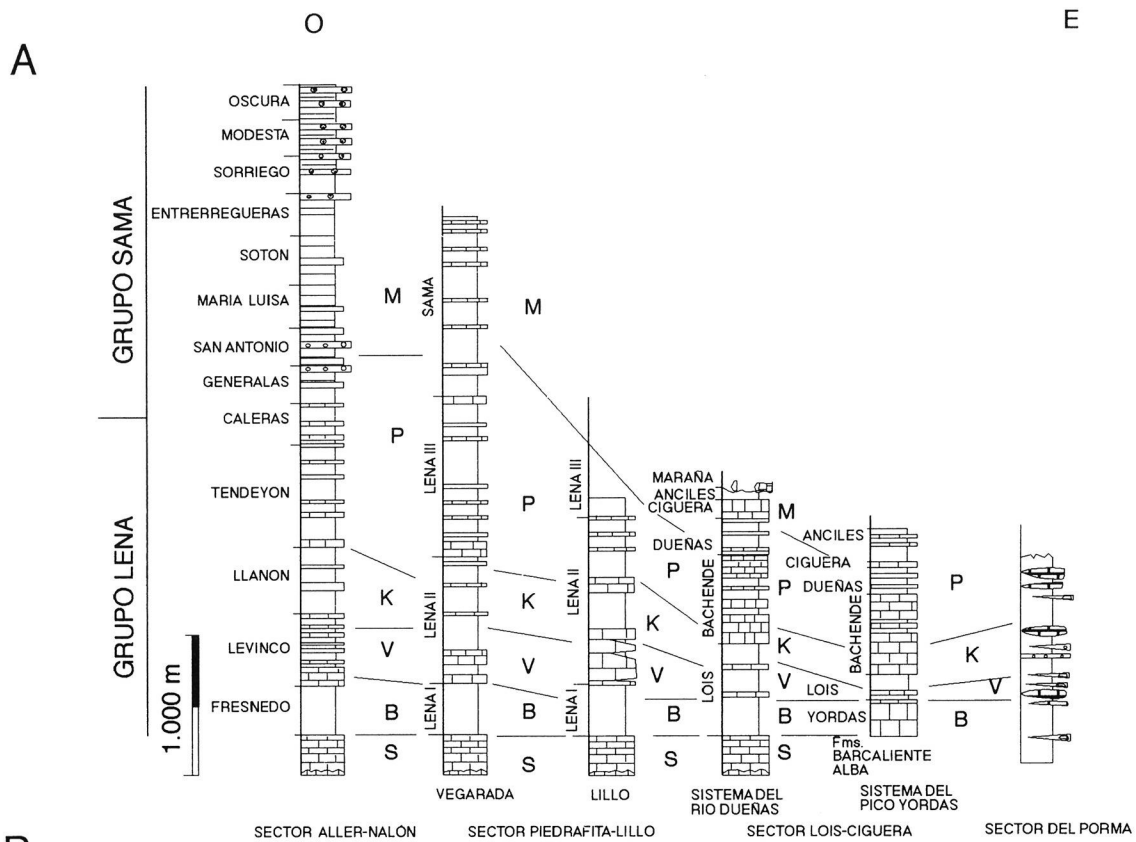 O
E
A
OSCURA
MODESTA
SORRIEGO
ENTRERREGUERAS
SOTON
MARIA LUISA
SAN ANTONIO
GENERALAS
CALERAS
TENDEYON
LLANON
LEVINCO
FRESNEDO
GRUPO SAMA
GRUPO LENA
1.000 m
M
P
K
V
B
S
SAMA
LENA III
LENA II
LENA I
VEGARADA
M
P
K
V
B
S
LENA III
LENA II
LENA I
LILLO
P
K
V
B
S
MARAÑA
ANCILES
CIGUERA
DUEÑAS
BACHENDE
LOIS
SISTEMA DEL
RIO DUEÑAS
M
P
K
V
B
S
ANCILES
CIGUERA
DUEÑAS
BACHENDE
LOIS
YORDAS
Fms.
BARCALIENTE
ALBA
SISTEMA DEL
PICO YORDAS
P
K
V
B
SECTOR ALLER-NALÓN
SECTOR PIEDRAFITA-LILLO
SECTOR LOIS-CIGUERA
SECTOR DEL PORMA